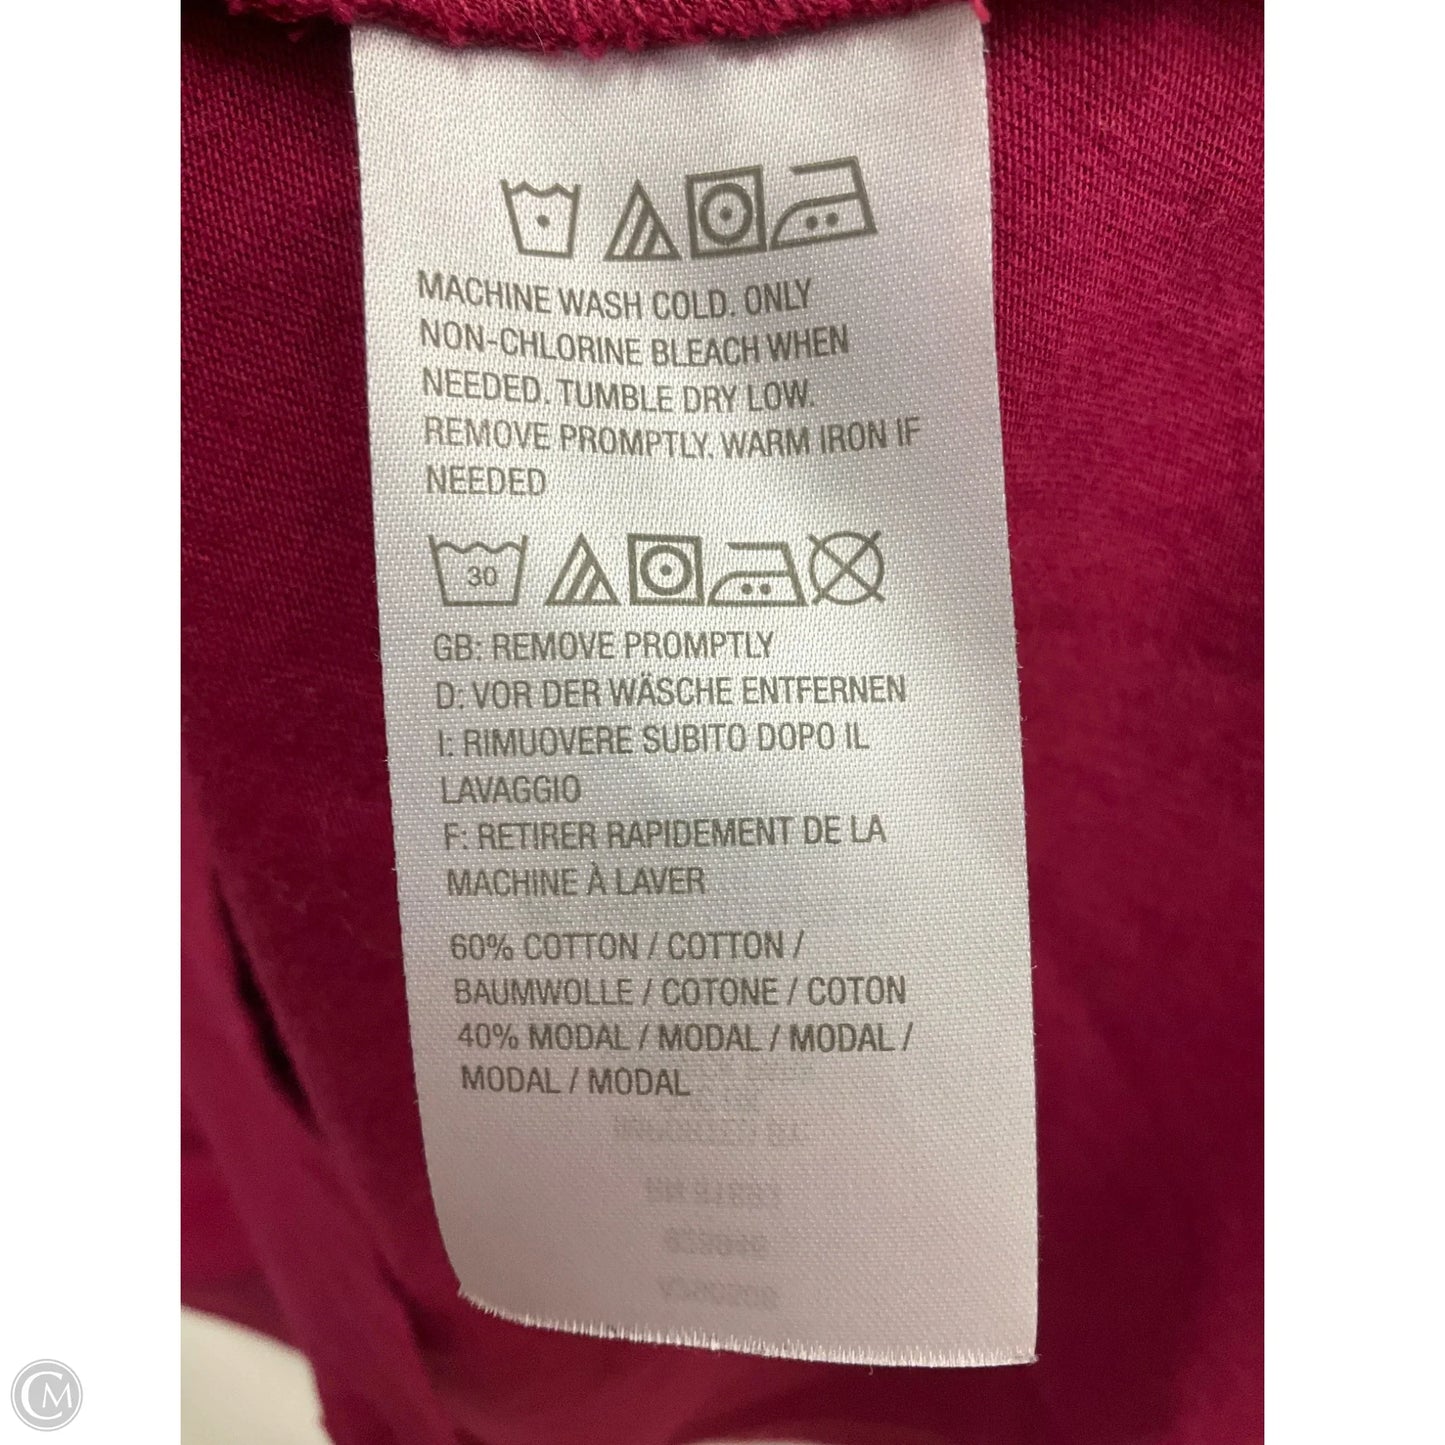 MACHINE WASH COLD. ONLY
NON-CHLORINE BLEACH WHEN
NEEDED. TUMBLE DRY LOW.
REMOVE PROMPTLY. WARM IRON IF
NEEDED
30
GB: REMOVE PROMPTLY
D: VOR DER WÄSCHE ENTFERNEN
I: RIMUOVERE SUBITO DOPO IL
LAVAGGIO
F: RETIRER RAPIDEMENT DE LA
MACHINE À LAVER
60% COTTON / COTTON /
BAUMWOLLE / COTONE / COTON
40% MODAL / MODAL / MODAL /
MODAL / MODAL
CM